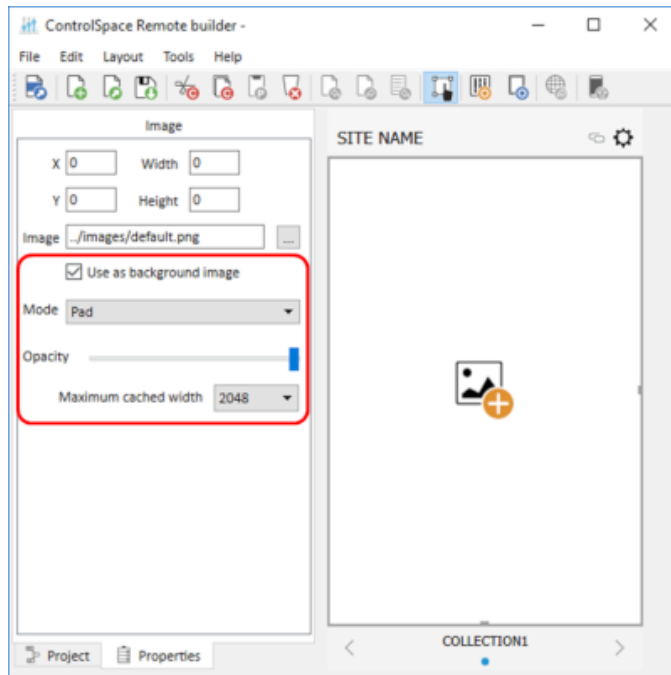 ControlSpace Remote builder -
File Edit Layout Tools Help
Image
X 0 Width 0
Y 0 Height 0
Image ../images/default.png ...
Use as background image
Mode Pad
Opacity
Maximum cached width 2048
Project Properties
SITE NAME
COLLECTION1